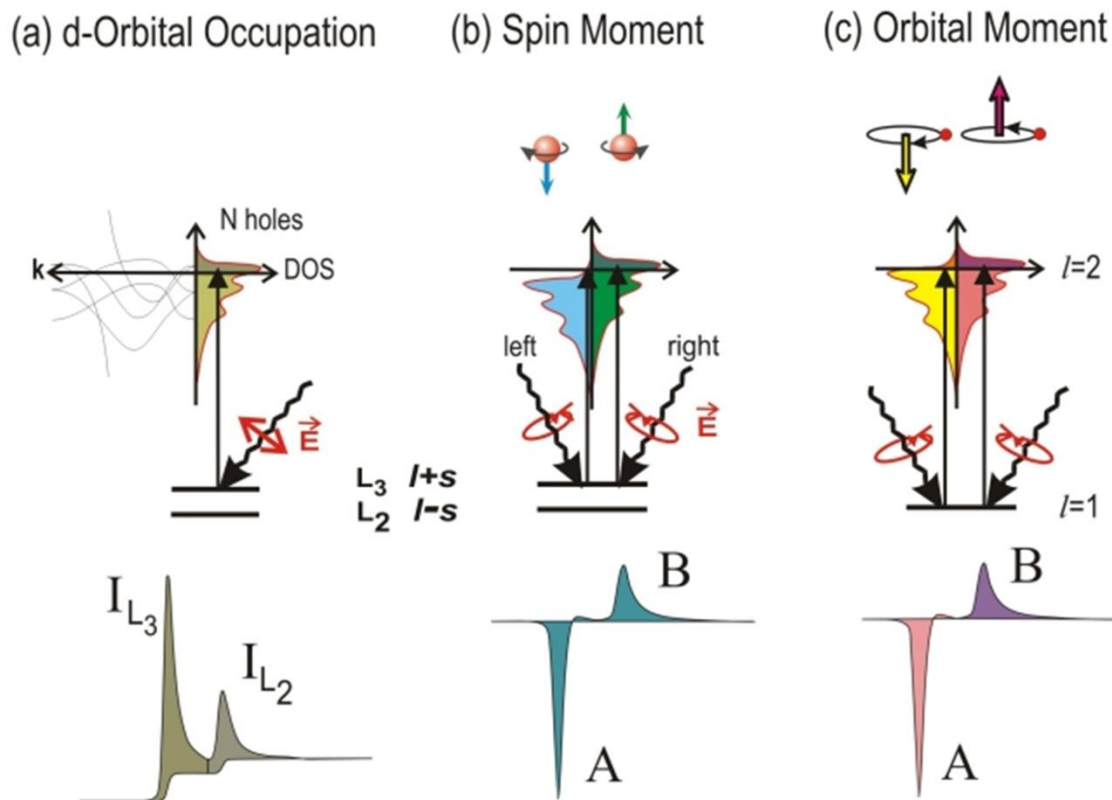 (a) d-Orbital Occupation
(b) Spin Moment
(c) Orbital Moment
N holes
k
DOS
E
L3 l+s
L2 l-s
left
right
E
l=2
l=1
IL3
IL2
B
A
B
A